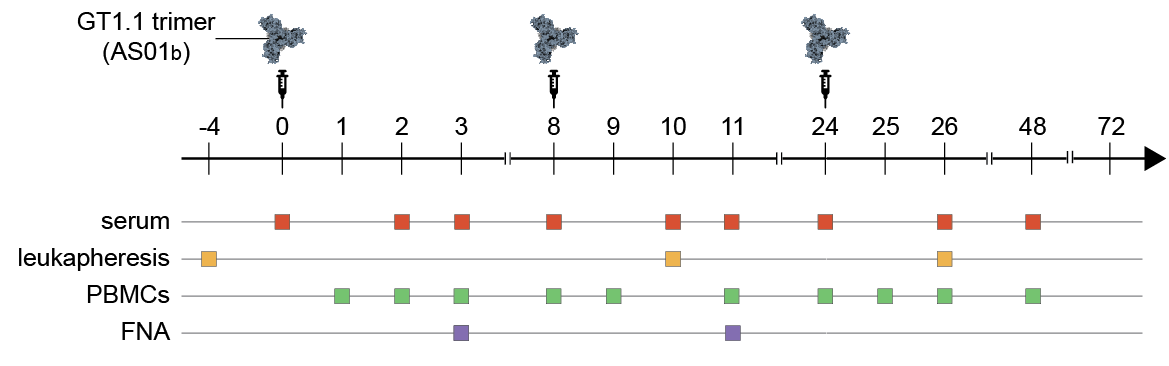 GT1.1 trimer
(AS01b)
-4 0 1 2 3 8 9 10 11 24 25 26 48 72
serum
leukapheresis
PBMCs
FNA